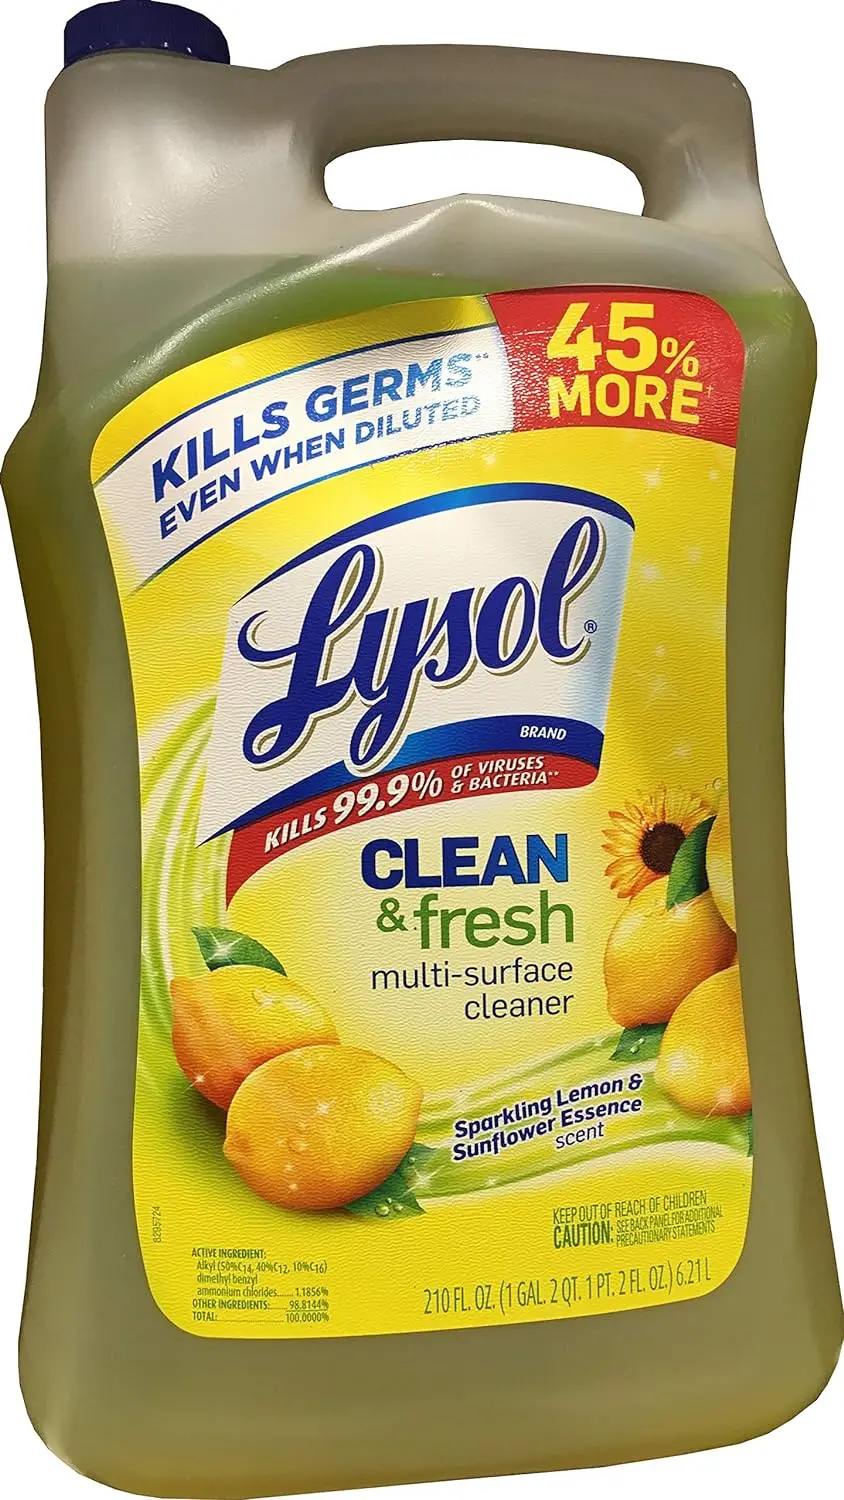 45%
MORE†
KILLS GERMS**
EVEN WHEN DILUTED
Lysol®
BRAND
KILLS 99.9% OF VIRUSES
& BACTERIA**
CLEAN
& fresh
multi-surface
cleaner
Sparkling Lemon &
Sunflower Essence
scent
KEEP OUT OF REACH OF CHILDREN
CAUTION: SEE BACK PANEL FOR ADDITIONAL
PRECAUTIONARY STATEMENTS
8295724
ACTIVE INGREDIENT:
Alkyl (50%C14, 40%C12, 10%C16)
dimethyl benzyl
ammonium chlorides....... 1.1856%
OTHER INGREDIENTS: 98.8144%
TOTAL: 100.0000%
210 FL. OZ. (1 GAL. 2 QT. 1 PT. 2 FL. OZ.) 6.21 L